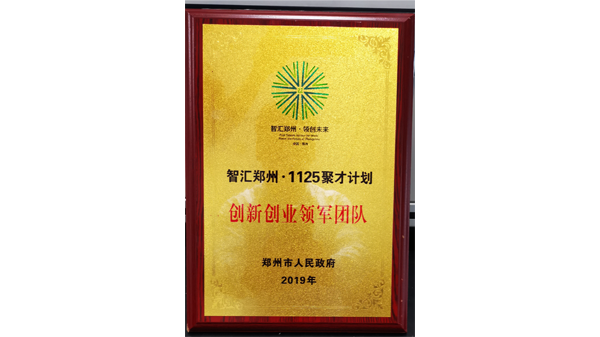 智汇郑州·领创未来
智汇郑州·1125聚才计划
创新创业领军团队
郑州市人民政府
2019年